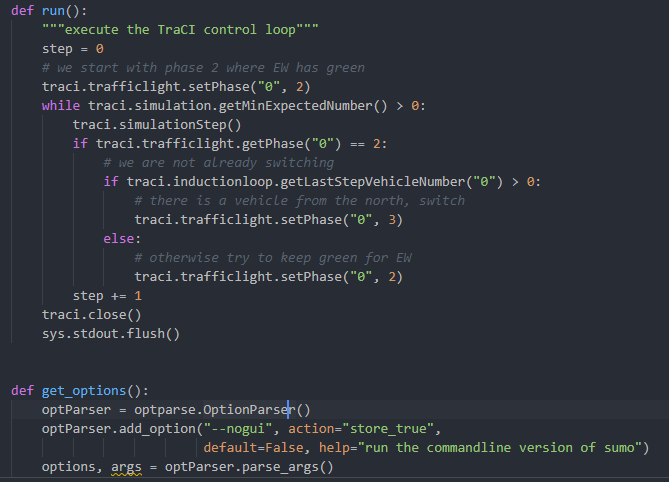 def run():
    """execute the TraCI control loop"""
    step = 0
    # we start with phase 2 where EW has green
    traci.trafficlight.setPhase("0", 2)
    while traci.simulation.getMinExpectedNumber() > 0:
        traci.simulationStep()
        if traci.trafficlight.getPhase("0") == 2:
            # we are not already switching
            if traci.inductionloop.getLastStepVehicleNumber("0") > 0:
                # there is a vehicle from the north, switch
                traci.trafficlight.setPhase("0", 3)
            else:
                # otherwise try to keep green for EW
                traci.trafficlight.setPhase("0", 2)
        step += 1
    traci.close()
    sys.stdout.flush()
def get_options():
    optParser = optparse.OptionParser()
    optParser.add_option("--nogui", action="store_true",
                         default=False, help="run the commandline version of sumo")
    options, args = optParser.parse_args()